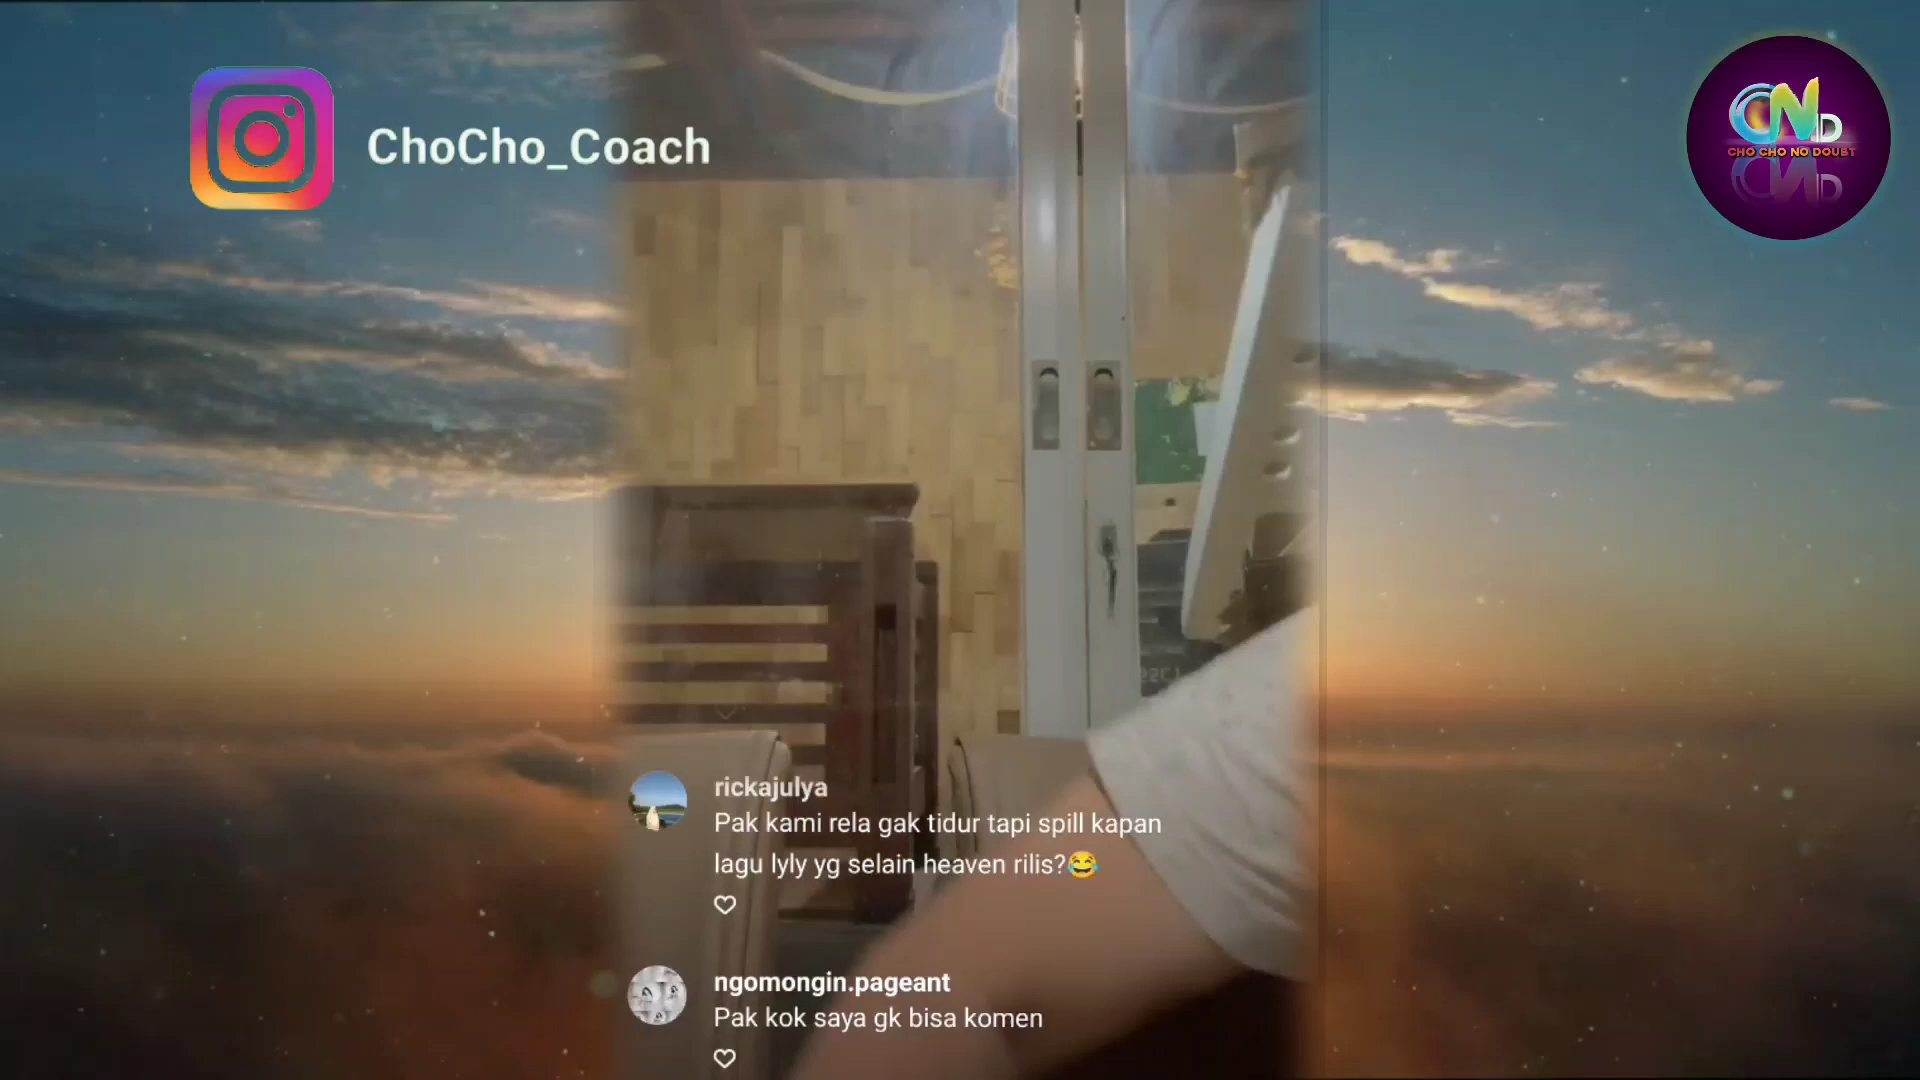 ChoCho_Coach
CND
CHO CHO NO DOUBT
rickajulya
Pak kami rela gak tidur tapi spill kapan
lagu lyly yg selain heaven rilis?😂
ngomongin.pageant
Pak kok saya gk bisa komen